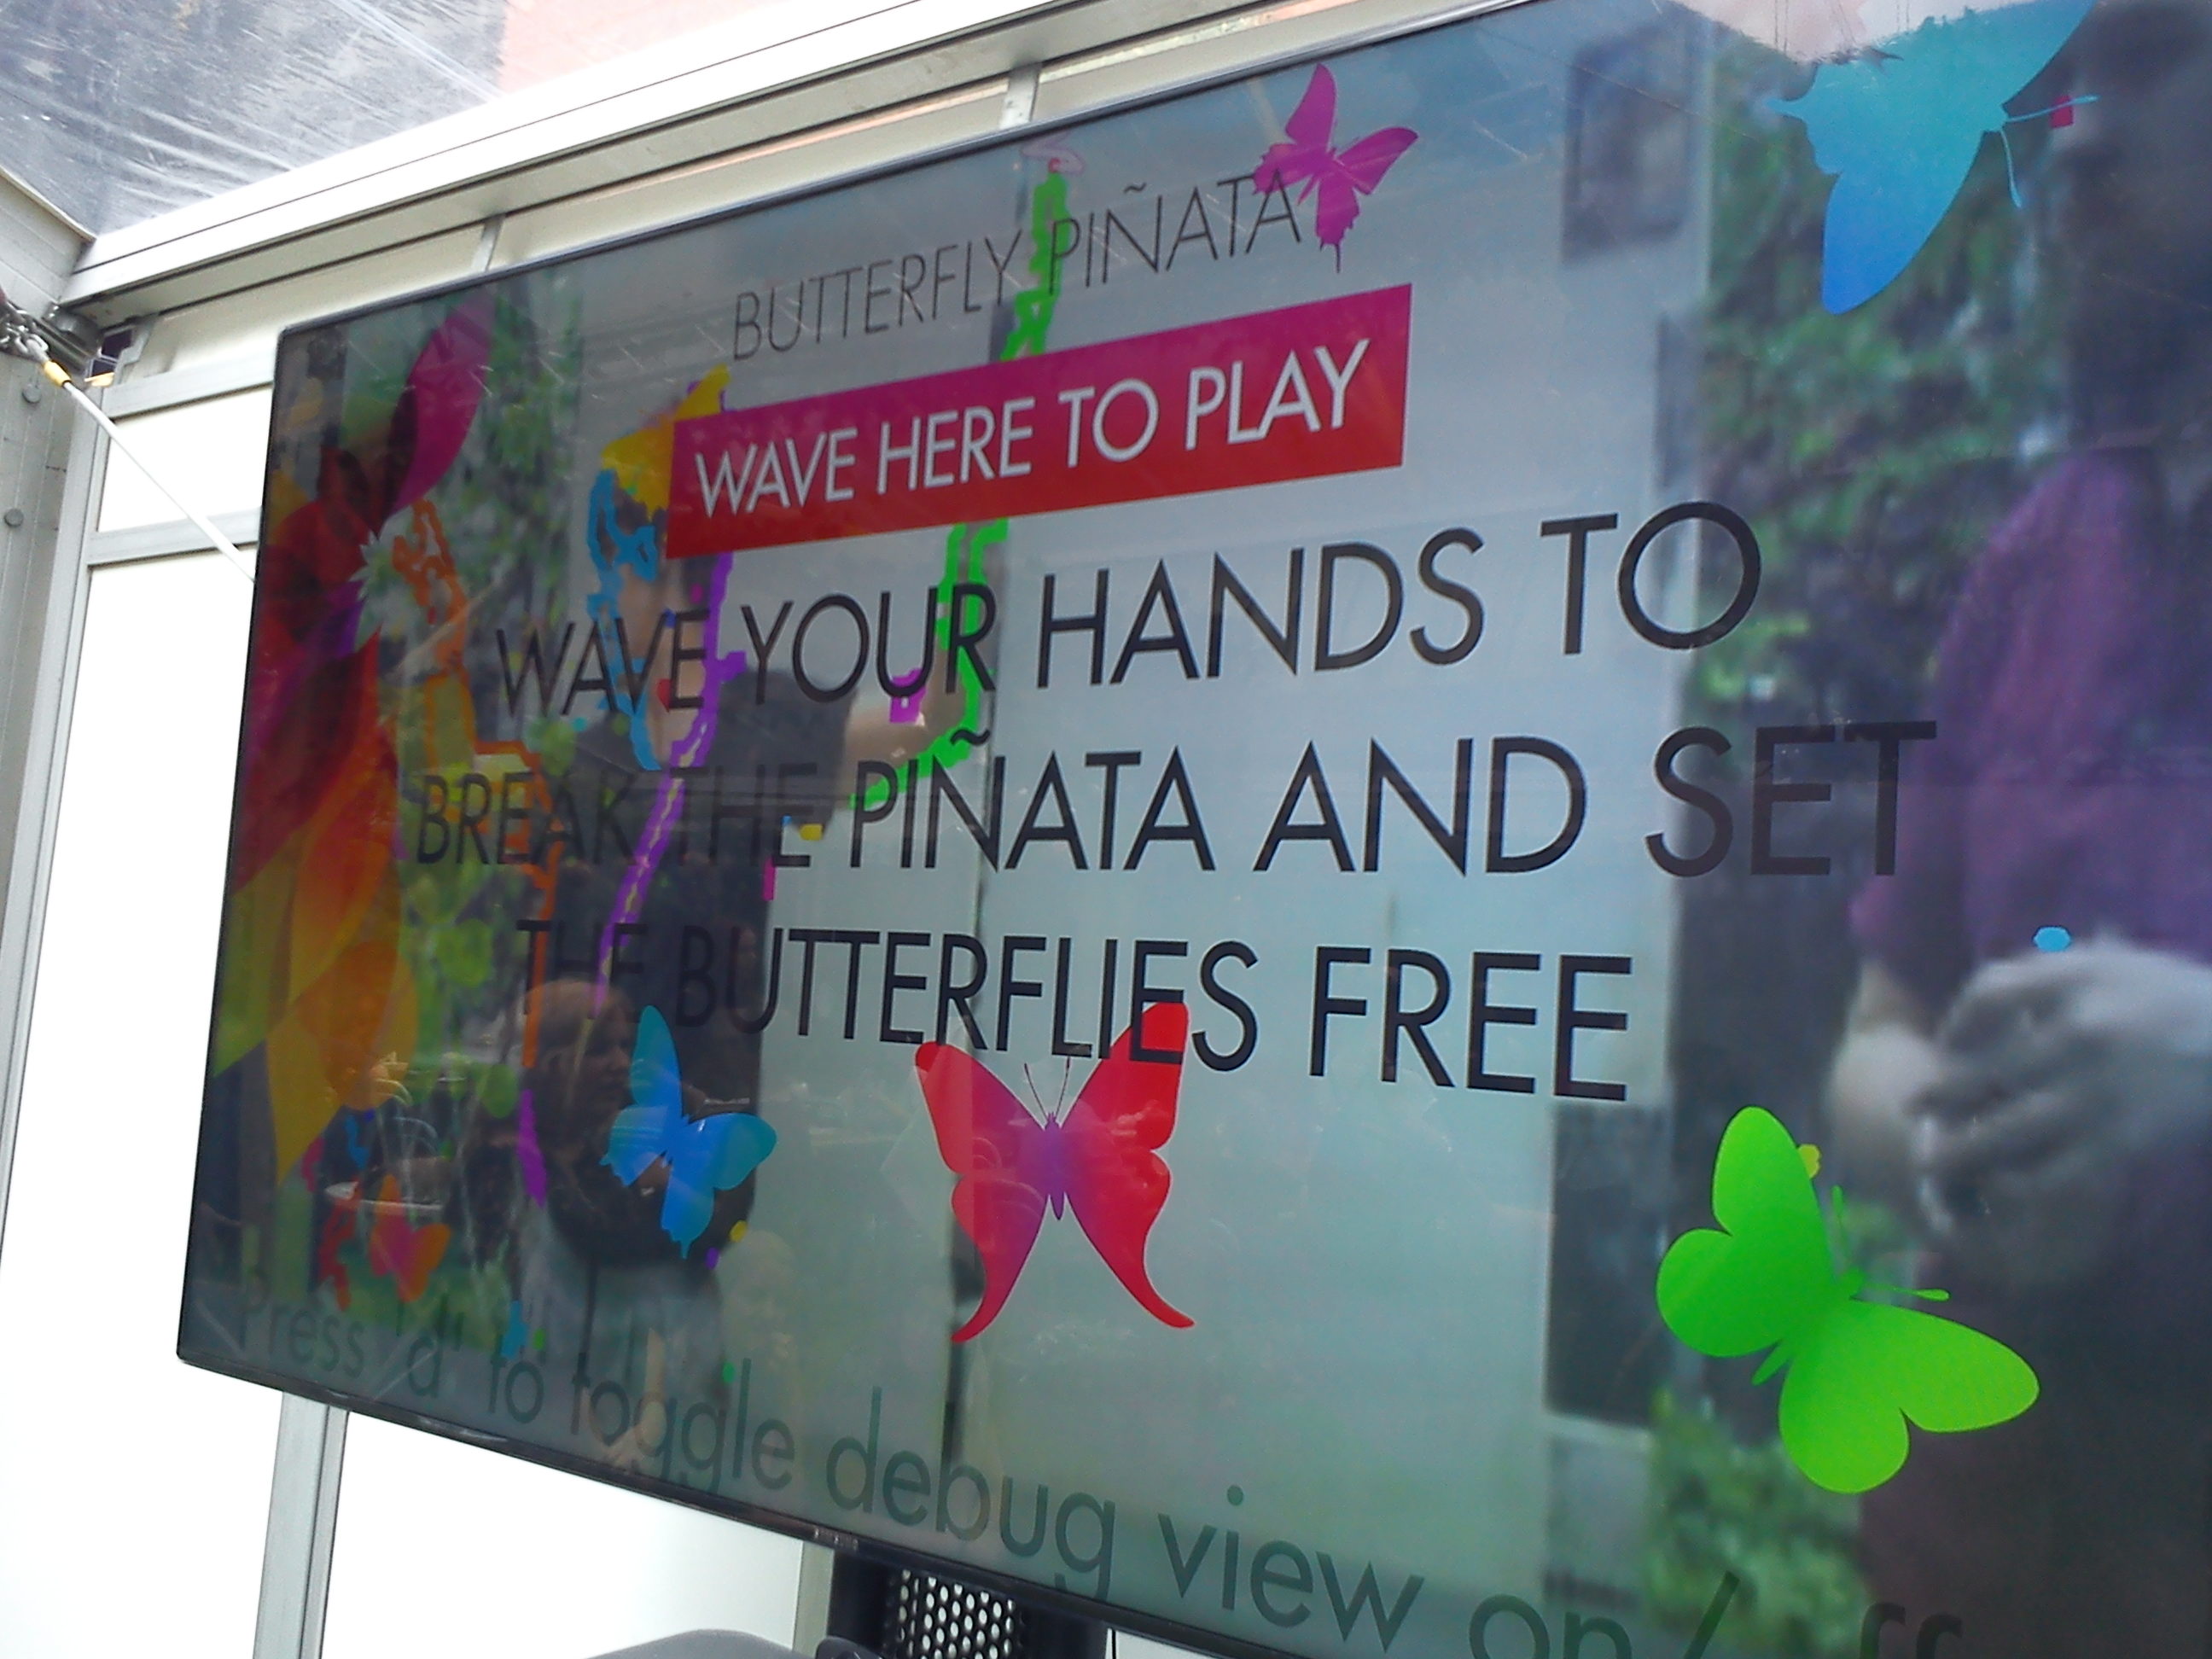 BUTTERFLY PIÑATA
WAVE HERE TO PLAY
WAVE YOUR HANDS TO
BREAK THE PIÑATA AND SET
THE BUTTERFLIES FREE
Press 'd' to toggle debug view on/off